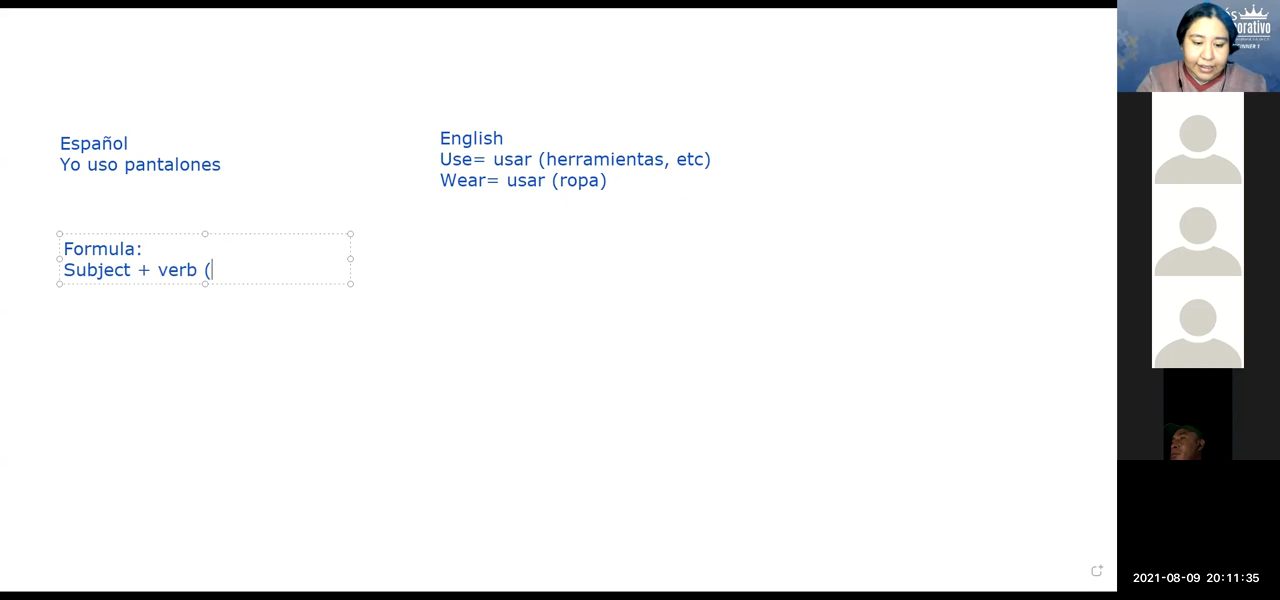 Español
Yo uso pantalones
English
Use= usar (herramientas, etc)
Wear= usar (ropa)
Formula:
Subject + verb (
2021-08-09 20:11:35